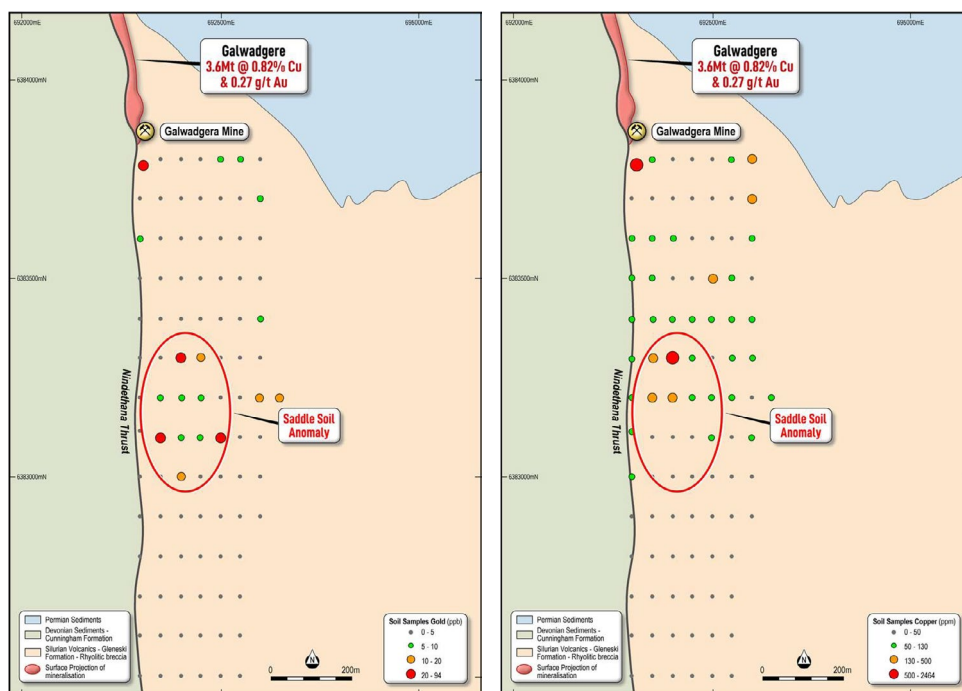 692000mE
692500mE
695000mE
Galwadgere
3.6Mt @ 0.82% Cu
& 0.27 g/t Au
6384000mN
Galwadgera Mine
6383500mN
Nindethana Thrust
Saddle Soil
Anomaly
6383000mN
Permian Sediments
Devonian Sediments -
Cunningham Formation
Silurian Volcanics - Gleneski
Formation - Rhyolitic breccia
Surface Projection of
mineralisation
N
0
200m
Soil Samples Gold (ppb)
0 - 5
5 - 10
10 - 20
20 - 94
692000mE
692500mE
695000mE
Galwadgere
3.6Mt @ 0.82% Cu
& 0.27 g/t Au
6384000mN
Galwadgera Mine
6383500mN
Nindethana Thrust
Saddle Soil
Anomaly
6383000mN
Permian Sediments
Devonian Sediments -
Cunningham Formation
Silurian Volcanics - Gleneski
Formation - Rhyolitic breccia
Surface Projection of
mineralisation
N
0
200m
Soil Samples Copper (ppm)
0 - 50
50 - 130
130 - 500
500 - 2464